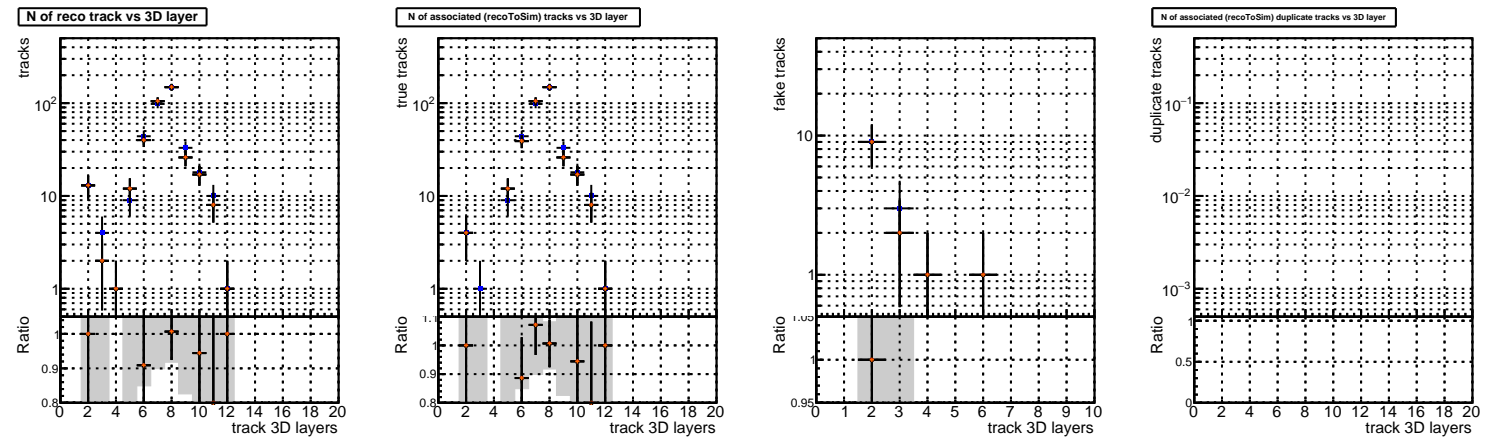 N of reco track vs 3D layer
tracks
10²
10
1
Ratio
1
0.9
0.8
0 2 4 6 8 10 12 14 16 18 20
track 3D layers
N of associated (recoToSim) tracks vs 3D layer
true tracks
10²
10
1
Ratio
1.1
1
0.9
0.8
0 2 4 6 8 10 12 14 16 18 20
track 3D layers
fake tracks
10
1
Ratio
1.05
1
0.95
0 1 2 3 4 5 6 7 8 9 10
track 3D layers
N of associated (recoToSim) duplicate tracks vs 3D layer
duplicate tracks
10⁻¹
10⁻²
10⁻³
Ratio
1
0.5
0
0 2 4 6 8 10 12 14 16 18 20
track 3D layers